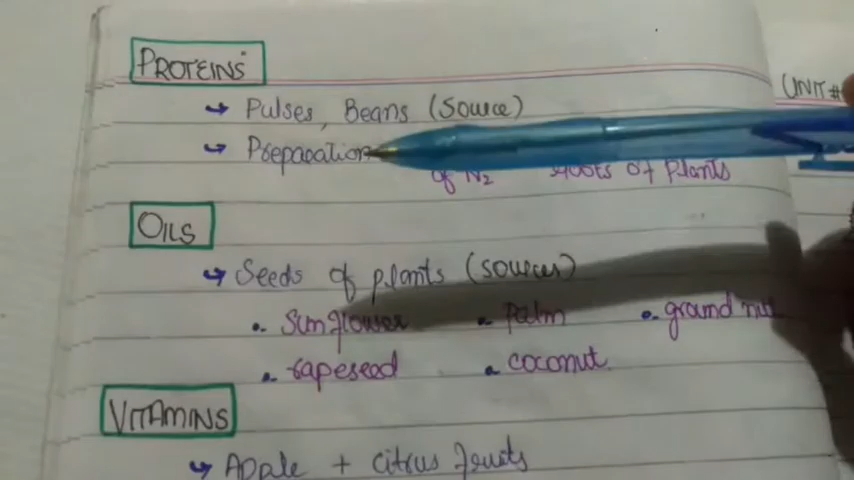 PROTEINS
UNIT #
→ Pulses, Beans (Source)
→ Preparation
of N₂ roots of plants
OILS
→ Seeds of plants (sources)
• Sunflower • palm • ground nut
• rapeseed • coconut
VITAMINS
→ Apple + citrus fruits